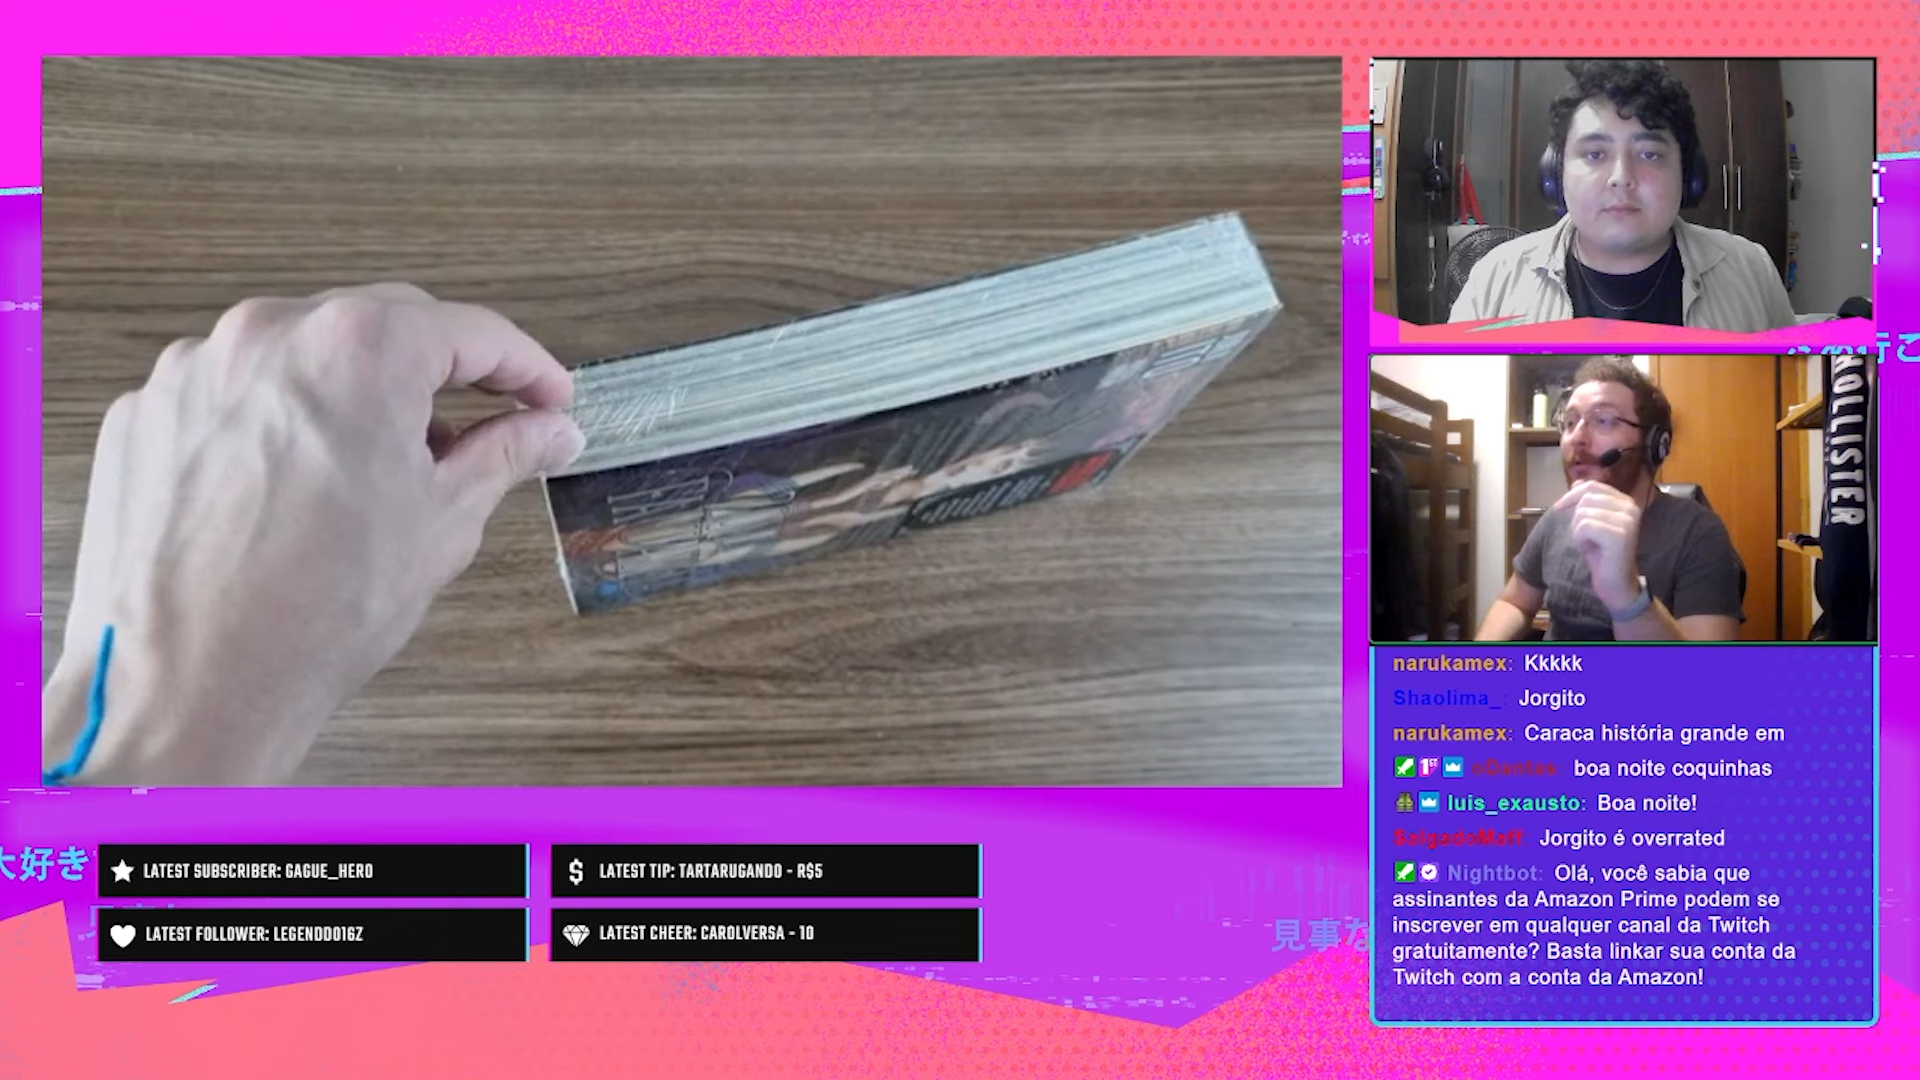 HOLLISTER
narukamex: Kkkkk
Shaolima_: Jorgito
narukamex: Caraca história grande em
oDantas: boa noite coquinhas
luis_exausto: Boa noite!
SalgadoMaff: Jorgito é overrated
Nightbot: Olá, você sabia que
assinantes da Amazon Prime podem se
inscrever em qualquer canal da Twitch
gratuitamente? Basta linkar sua conta da
Twitch com a conta da Amazon!
大好き
LATEST SUBSCRIBER: GAGUE_HERO
LATEST TIP: TARTARUGANDO - R$5
LATEST FOLLOWER: LEGENDD016Z
LATEST CHEER: CAROLVERSA - 10
見事な